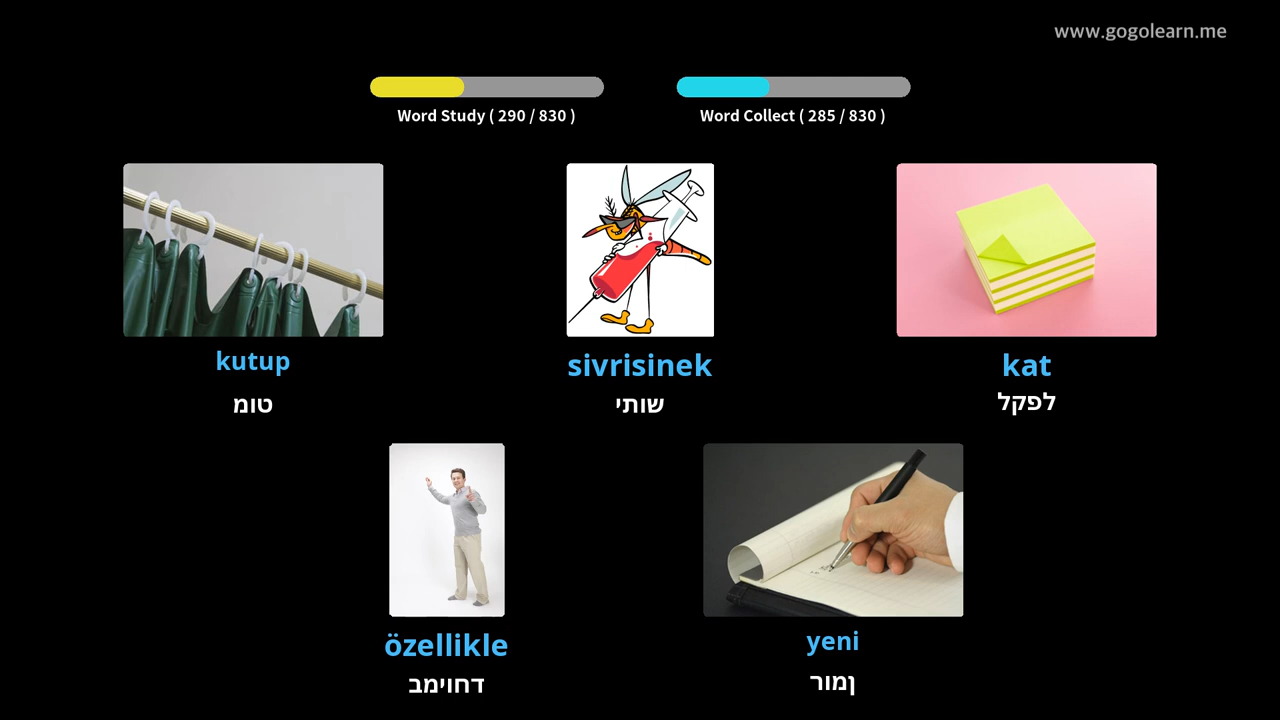 www.gogolearn.me
Word Study ( 290 / 830 )
Word Collect ( 285 / 830 )
kutup
טומ
sivrisinek
שותי
kat
לפקל
özellikle
דחוימב
yeni
ןמור